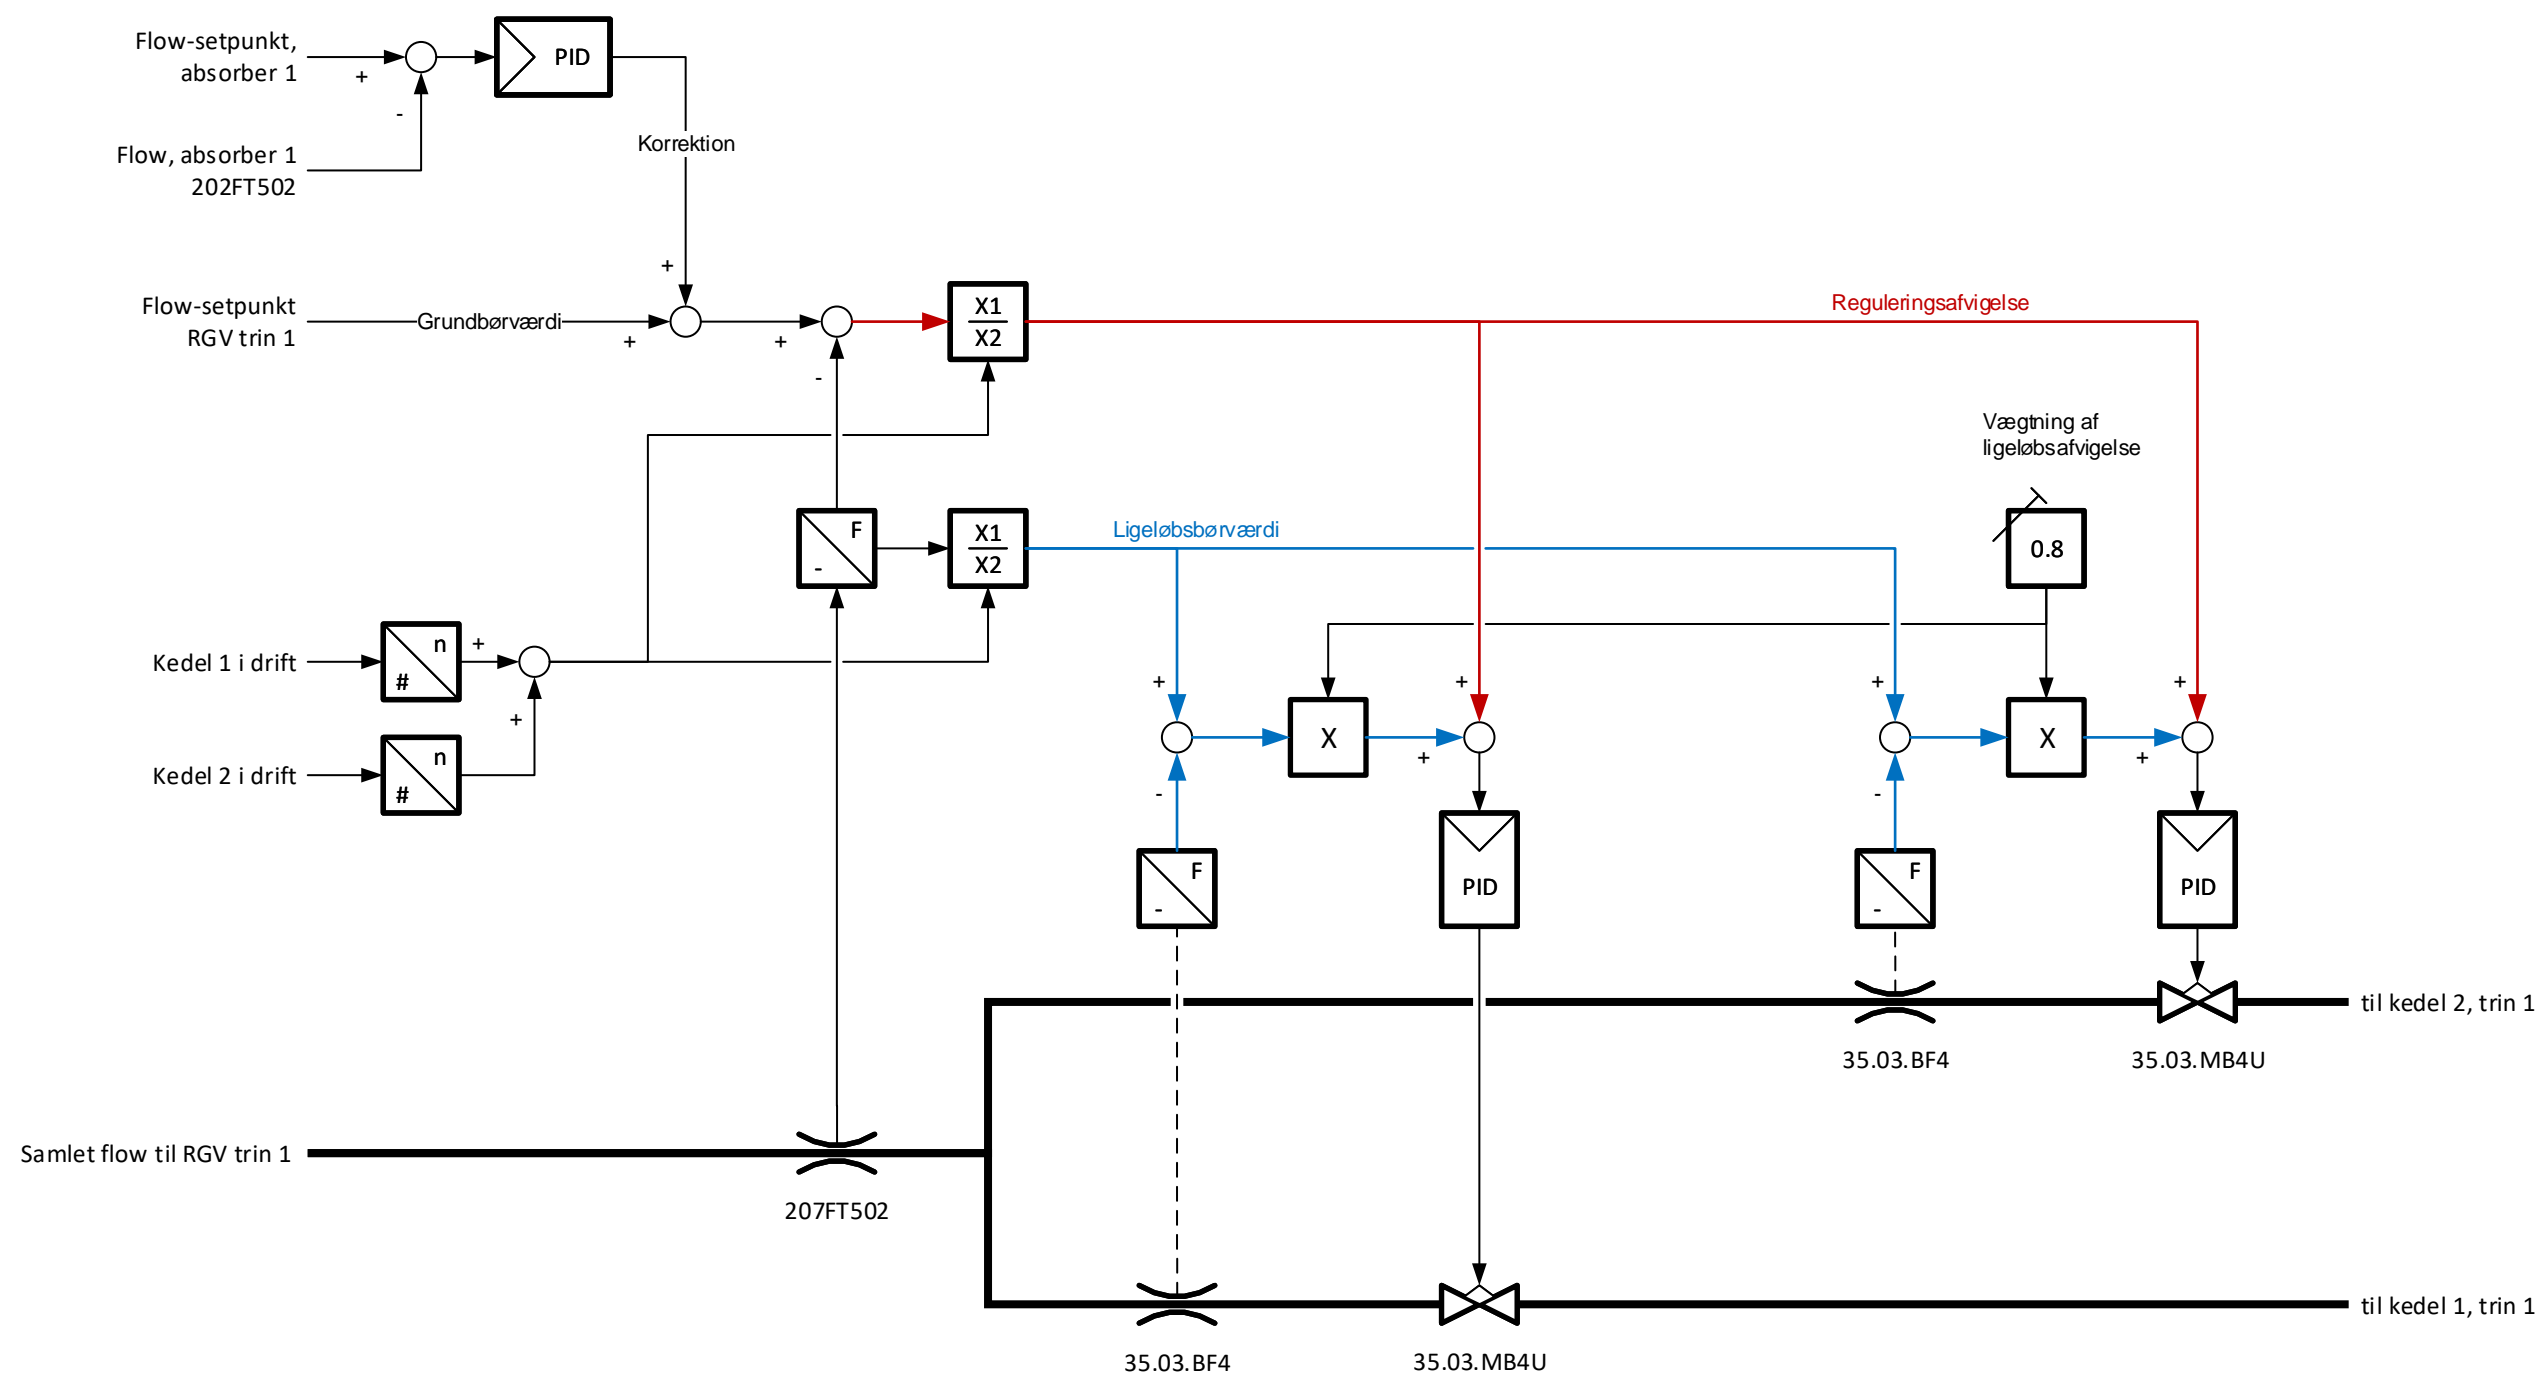 Flow-setpunkt,
absorber 1
+
PID
-
Korrektion
Flow, absorber 1
202FT502
+
Flow-setpunkt
RGV trin 1
Grundbørværdi
+
+
-
X1
X2
Reguleringsafvigelse
Vægtning af
ligeløbsafvigelse
F
-
X1
X2
Ligeløbsbørværdi
0.8
Kedel 1 i drift
n
#
+
+
Kedel 2 i drift
n
#
+
+
+
+
X
+
X
+
-
-
F
-
PID
F
-
PID
til kedel 2, trin 1
35.03.BF4
35.03.MB4U
Samlet flow til RGV trin 1
207FT502
til kedel 1, trin 1
35.03.BF4
35.03.MB4U